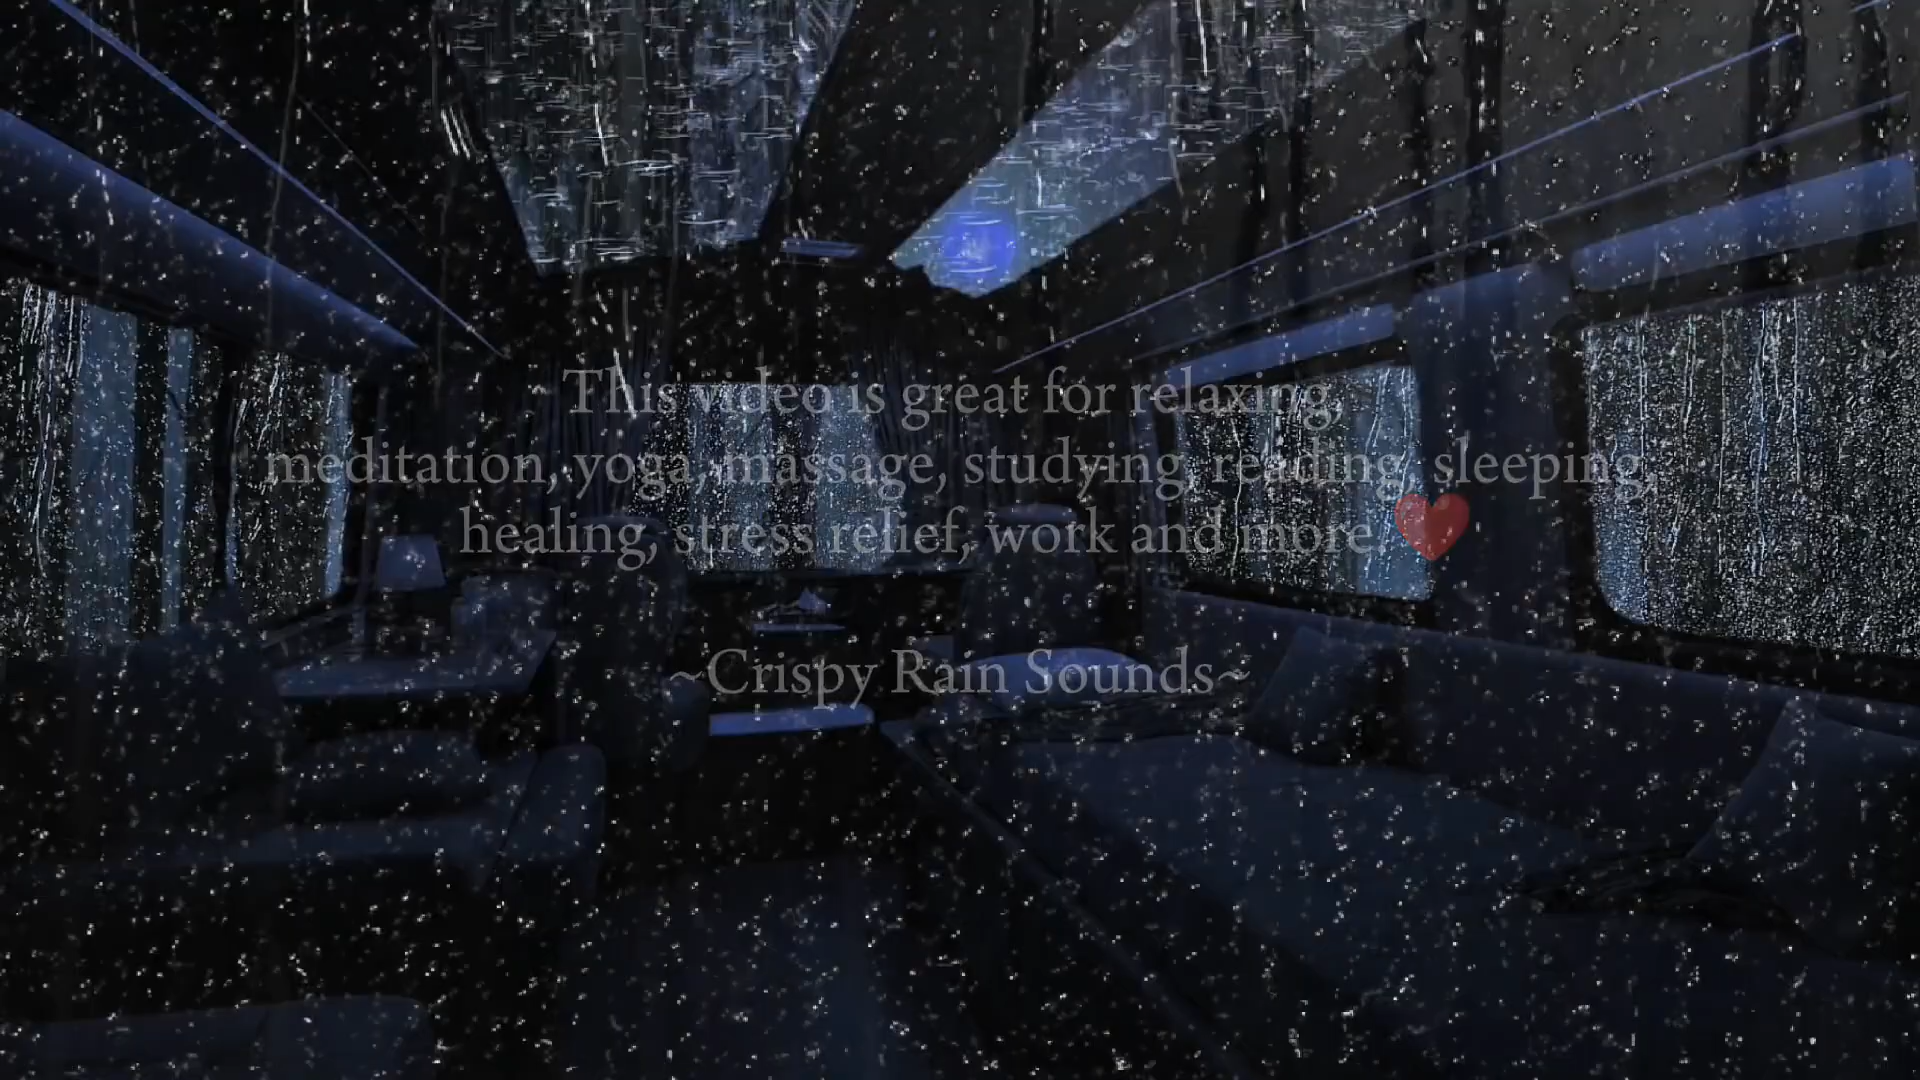 This video is great for relaxing,
meditation, yoga, massage, studying, reading, sleeping,
healing, stress relief, work and more.❤
~Crispy Rain Sounds~